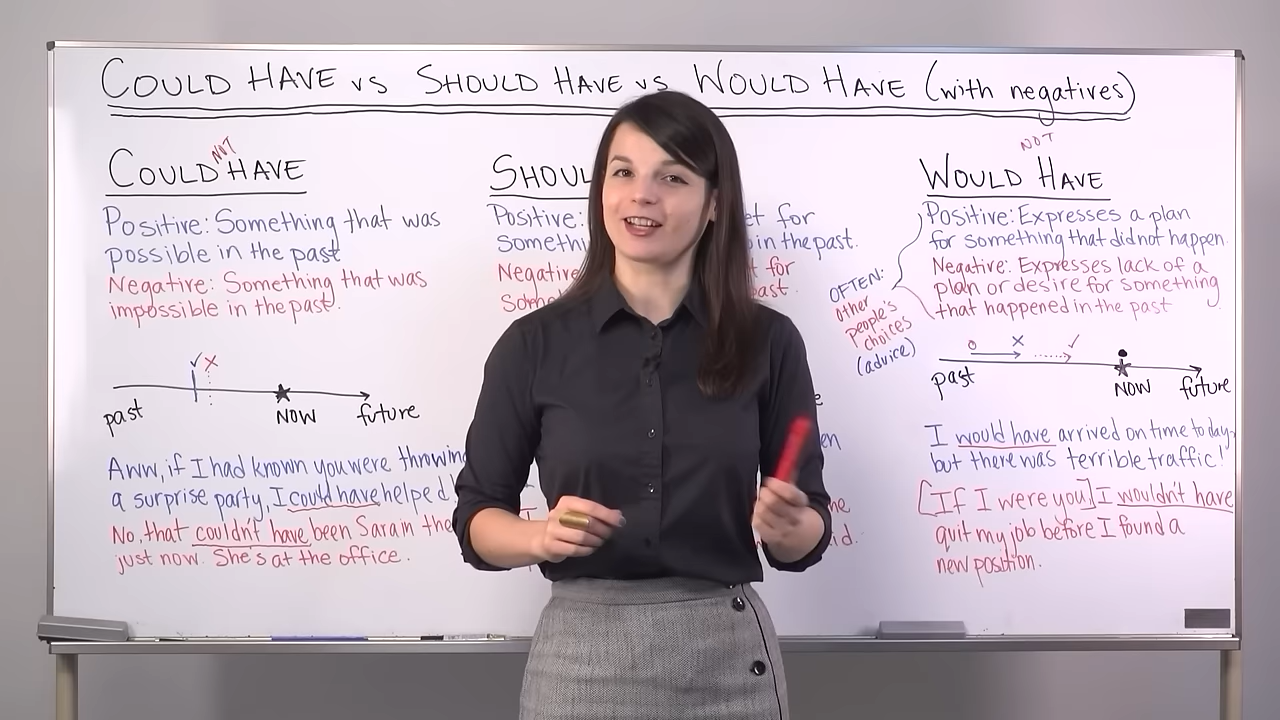 COULD HAVE vs SHOULD HAVE vs WOULD HAVE (with negatives)
NOT
COULD HAVE
Positive: Something that was
possible in the past
Negative: Something that was
impossible in the past.
past
NOW
future
Aww, if I had known you were throwing
a surprise party, I could have helped!
No, that couldn't have been Sara in the
just now. She's at the office.
Positive:
et for
in the past.
Negative
t for
east.
NOT
WOULD HAVE
Positive: Expresses a plan
for something that did not happen.
Negative: Expresses lack of a
plan or desire for something
that happened in the past
OFTEN:
other
people's
choices
(advice)
past
NOW
future
I would have arrived on time today,
but there was terrible traffic!
[If I were you] I wouldn't have
quit my job before I found a
new position.